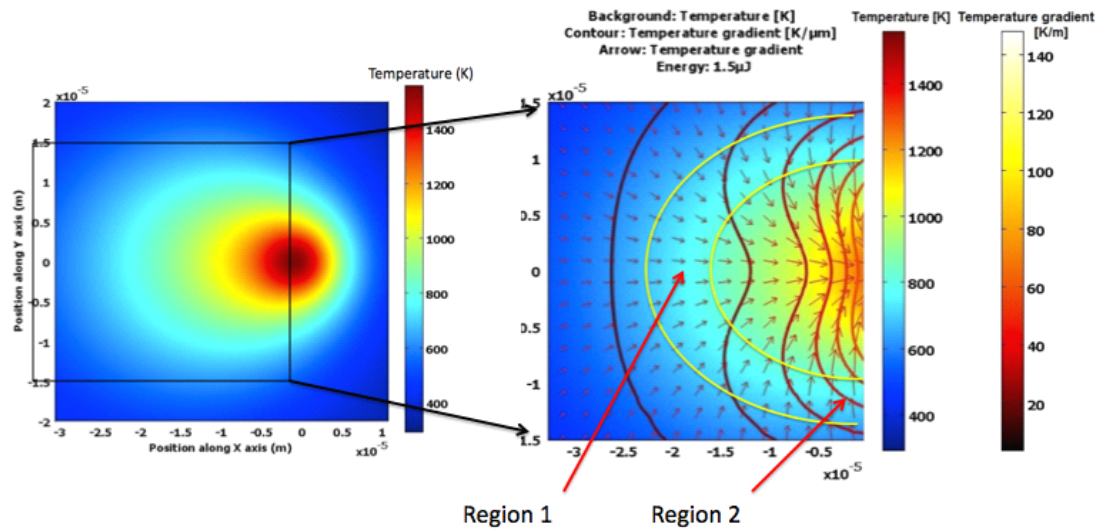 Background: Temperature [K]
Contour: Temperature gradient [K/µm]
Arrow: Temperature gradient
Energy: 1.5µJ
Temperature [K]
Temperature gradient
[K/m]
Temperature (K)
x10⁻⁵
2
1.5
1
0.5
0
-0.5
-1
-1.5
-2
Position along Y axis (m)
-3 -2.5 -1.5 -0.5 0 0.5 1
Position along X axis (m)
x10⁻⁵
1400
1200
1000
800
600
400
x10⁻⁵
1.5
1
0.5
0
0.5
-1
1.5
-3 -2.5 -2 -1.5 -1 -0.5
x10⁻⁵
1400
1200
1000
800
600
400
140
120
100
80
60
40
20
Region 1
Region 2